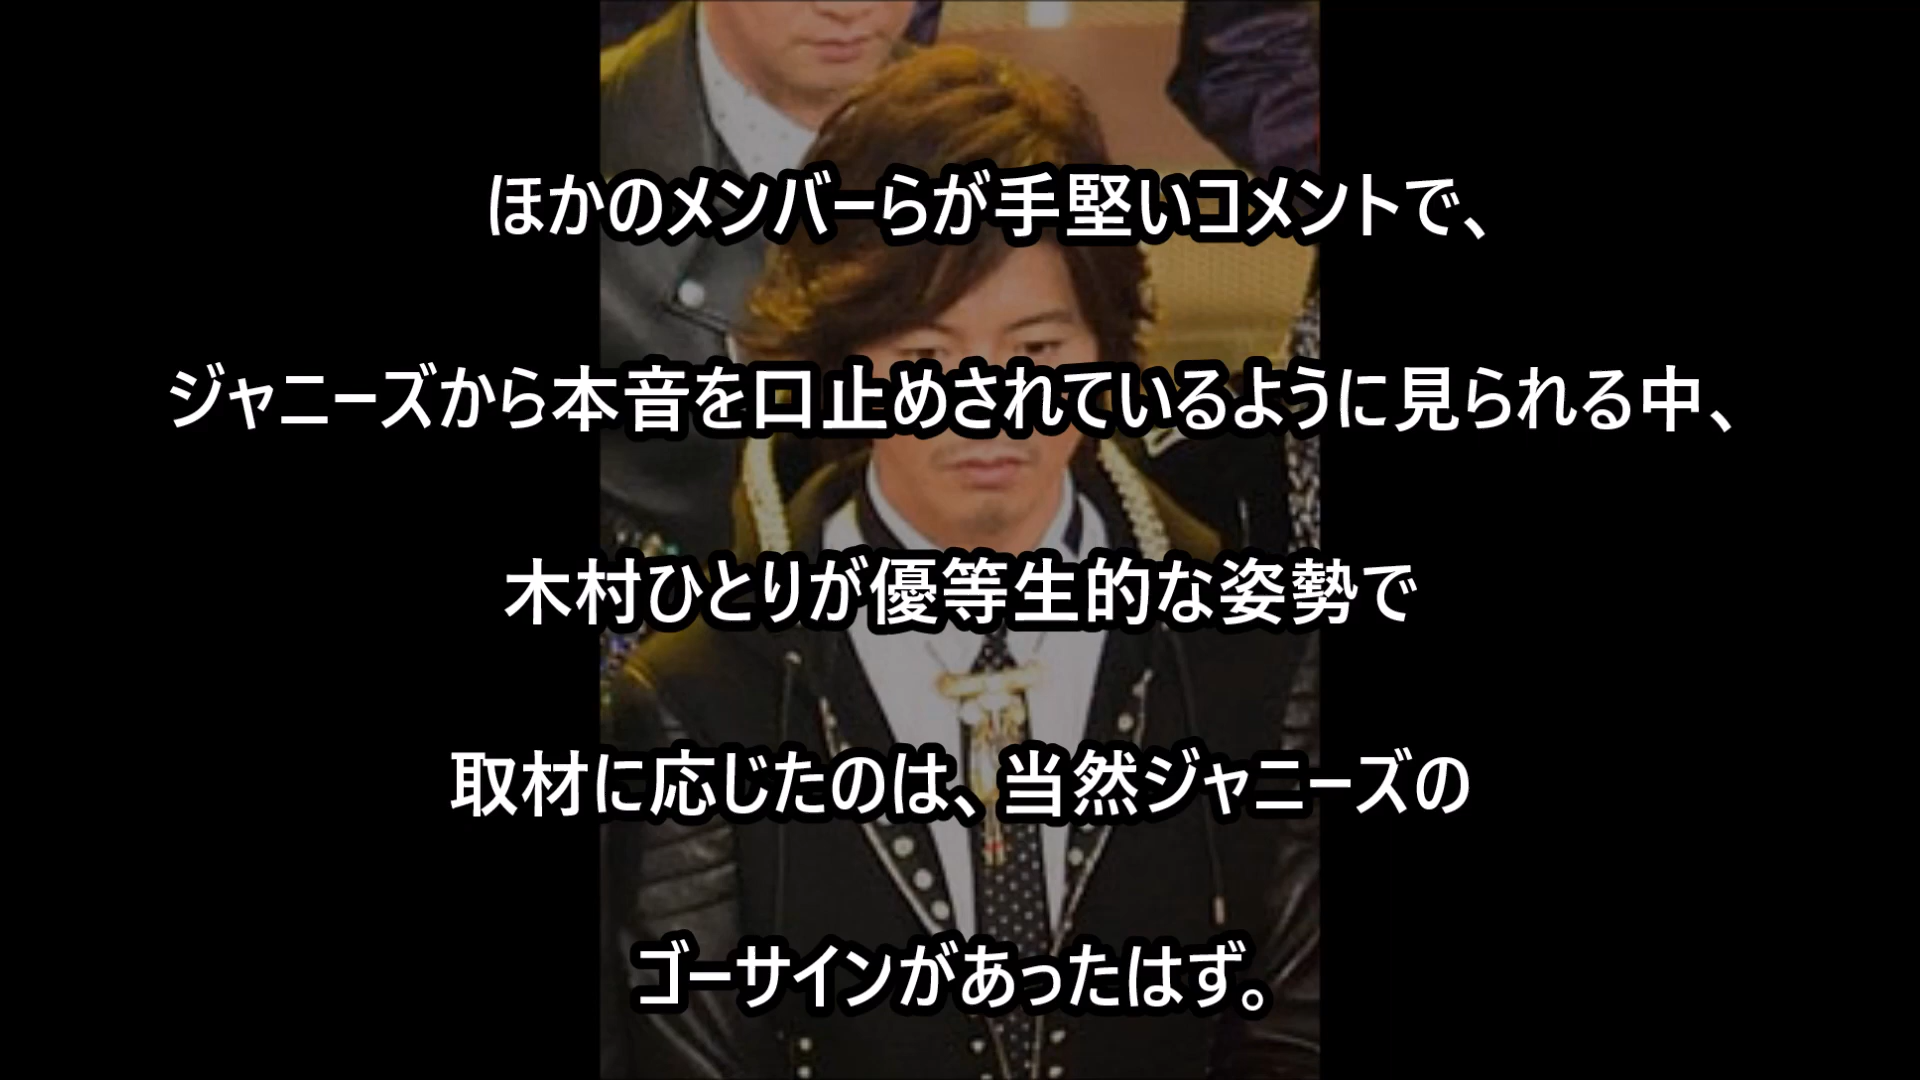 ほかのメンバーらが手堅いコメントで、
ジャニーズから本音を口止めされているように見られる中、
木村ひとりが優等生的な姿勢で
取材に応じたのは、当然ジャニーズの
ゴーサインがあったはず。